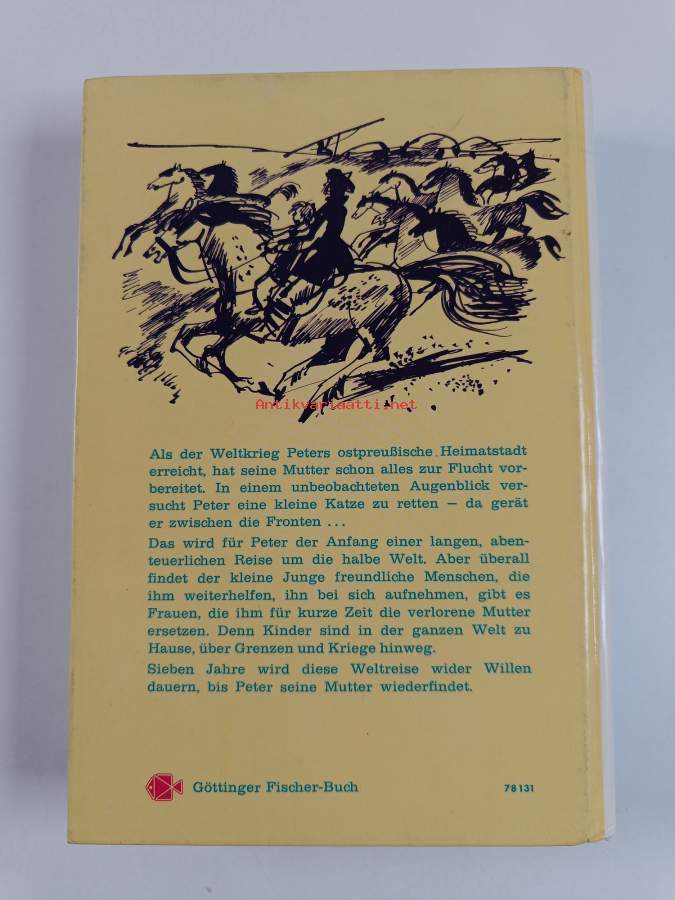 Antikvariaatti.net
Als der Weltkrieg Peters ostpreußische Heimatstadt
erreicht, hat seine Mutter schon alles zur Flucht vor-
bereitet. In einem unbeobachteten Augenblick ver-
sucht Peter eine kleine Katze zu retten – da gerät
er zwischen die Fronten ...
Das wird für Peter der Anfang einer langen, aben-
teuerlichen Reise um die halbe Welt. Aber überall
findet der kleine Junge freundliche Menschen, die
ihm weiterhelfen, ihn bei sich aufnehmen, gibt es
Frauen, die ihm für kurze Zeit die verlorene Mutter
ersetzen. Denn Kinder sind in der ganzen Welt zu
Hause, über Grenzen und Kriege hinweg.
Sieben Jahre wird diese Weltreise wider Willen
dauern, bis Peter seine Mutter wiederfindet.
Göttinger Fischer-Buch
78131